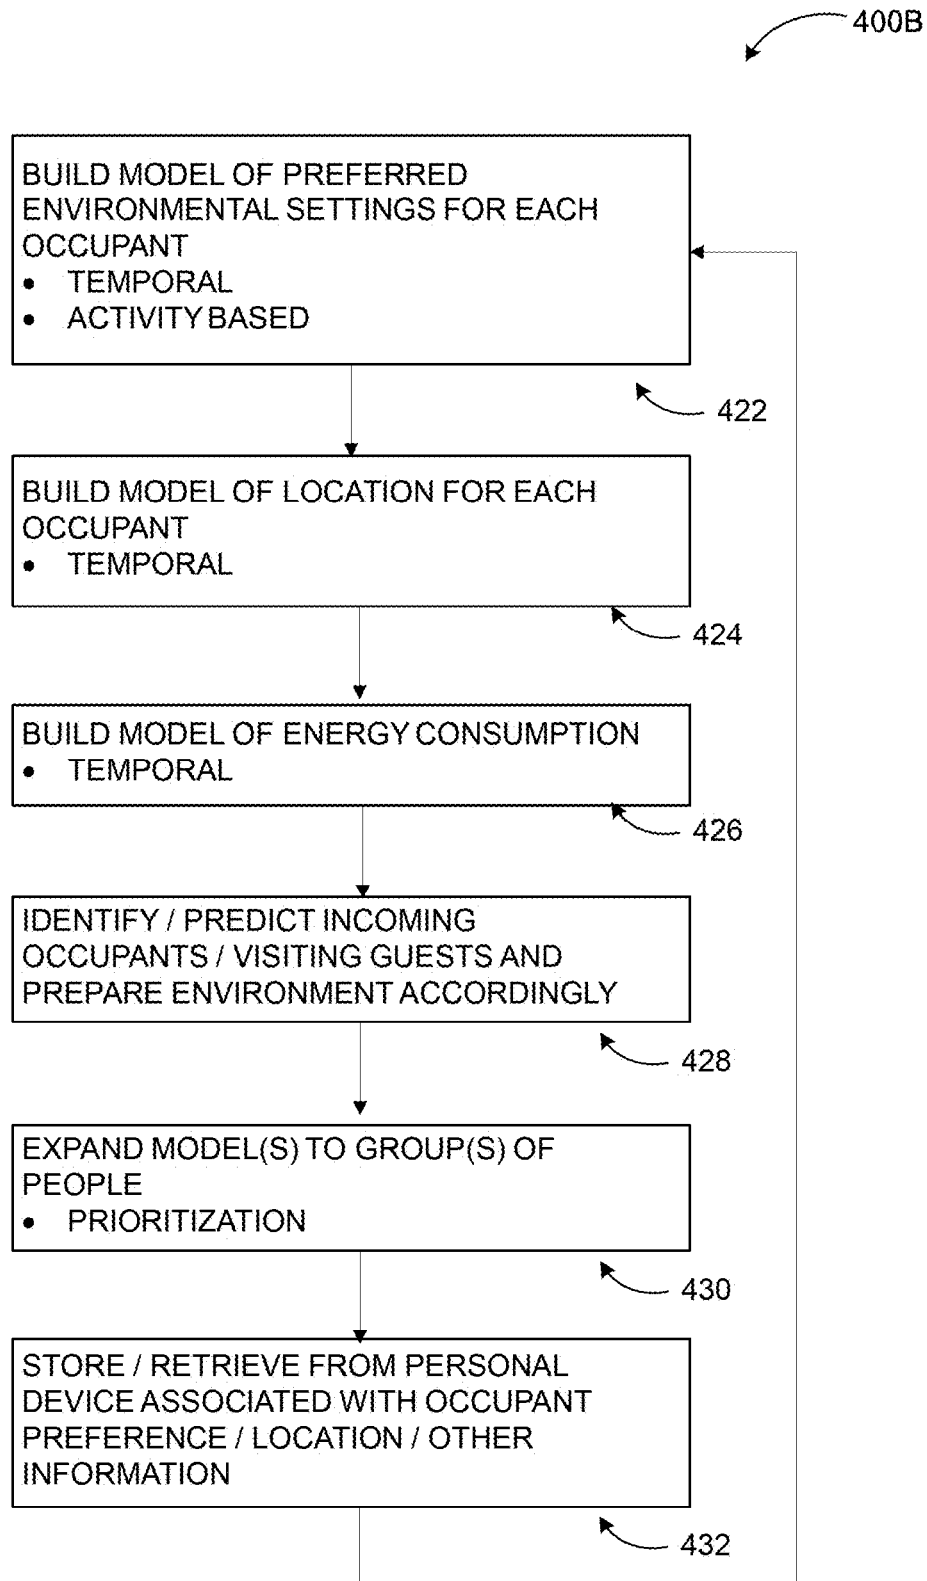 400B
BUILD MODEL OF PREFERRED
ENVIRONMENTAL SETTINGS FOR EACH
OCCUPANT
• TEMPORAL
• ACTIVITY BASED
422
BUILD MODEL OF LOCATION FOR EACH
OCCUPANT
• TEMPORAL
424
BUILD MODEL OF ENERGY CONSUMPTION
• TEMPORAL
426
IDENTIFY / PREDICT INCOMING
OCCUPANTS / VISITING GUESTS AND
PREPARE ENVIRONMENT ACCORDINGLY
428
EXPAND MODEL(S) TO GROUP(S) OF
PEOPLE
• PRIORITIZATION
430
STORE / RETRIEVE FROM PERSONAL
DEVICE ASSOCIATED WITH OCCUPANT
PREFERENCE / LOCATION / OTHER
INFORMATION
432